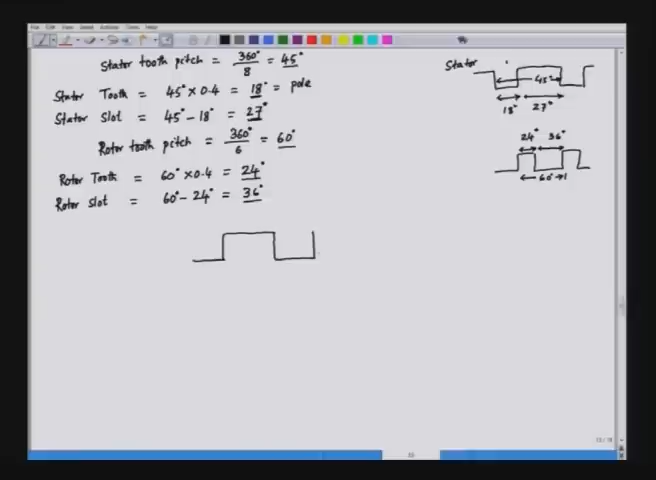 Stator tooth pitch = 360°/8 = 45°
Stator Tooth = 45° × 0.4 = 18° = pole
Stator Slot = 45° - 18° = 27°
Rotor tooth pitch = 360°/6 = 60°
Rotor Tooth = 60° × 0.4 = 24°
Rotor Slot = 60° - 24° = 36°
Stator
45°
18° 27°
24° 36°
60°